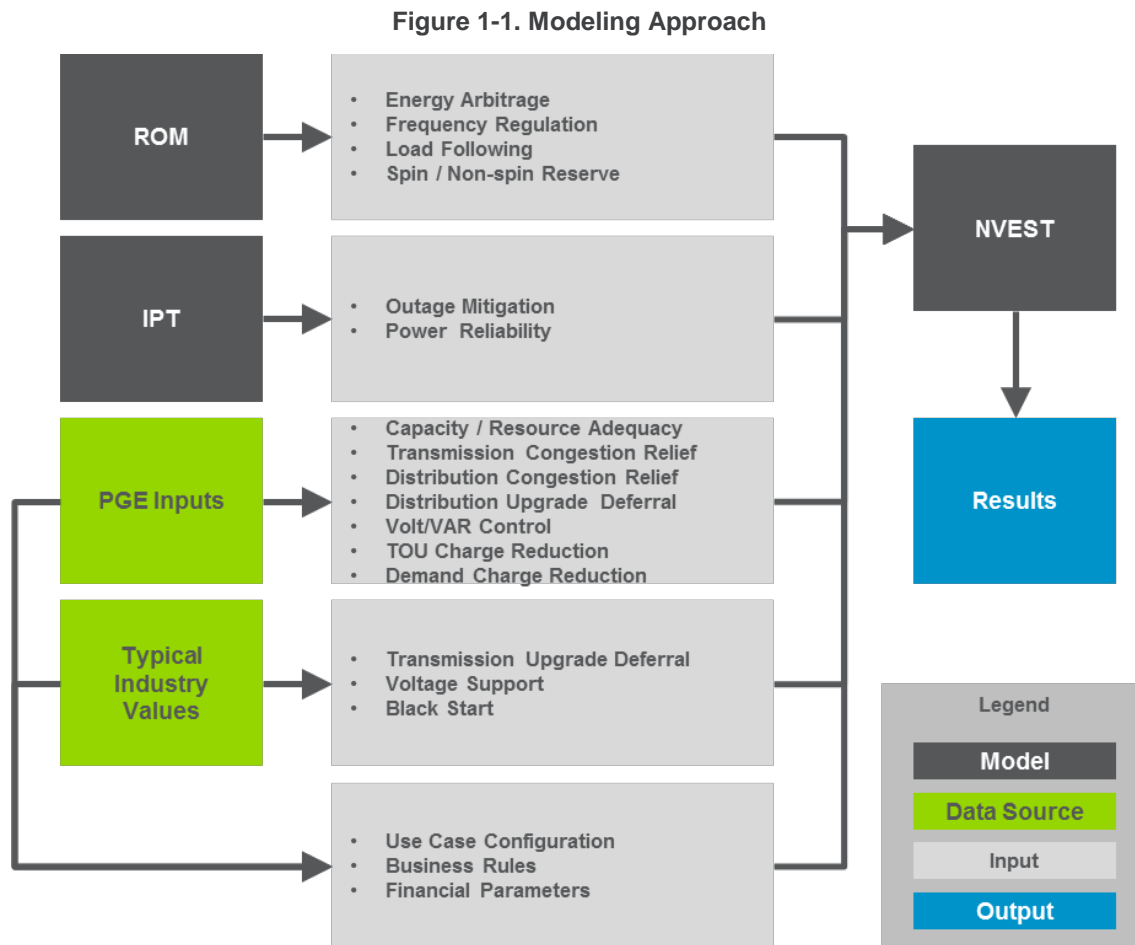 Figure 1-1. Modeling Approach
ROM
• Energy Arbitrage
• Frequency Regulation
• Load Following
• Spin / Non-spin Reserve
NVEST
IPT
• Outage Mitigation
• Power Reliability
PGE Inputs
• Capacity / Resource Adequacy
• Transmission Congestion Relief
• Distribution Congestion Relief
• Distribution Upgrade Deferral
• Volt/VAR Control
• TOU Charge Reduction
• Demand Charge Reduction
Results
Typical
Industry
Values
• Transmission Upgrade Deferral
• Voltage Support
• Black Start
• Use Case Configuration
• Business Rules
• Financial Parameters
Legend
Model
Data Source
Input
Output